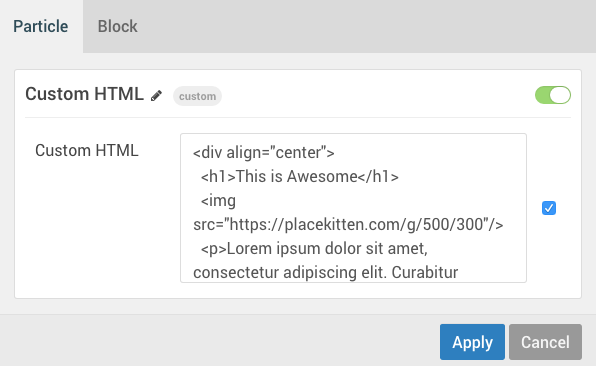 Particle Block
Custom HTML custom
Custom HTML
<div align="center">
<h1>This is Awesome</h1>
<img
src="https://placekitten.com/g/500/300"/>
<p>Lorem ipsum dolor sit amet,
consectetur adipiscing elit. Curabitur
Apply Cancel